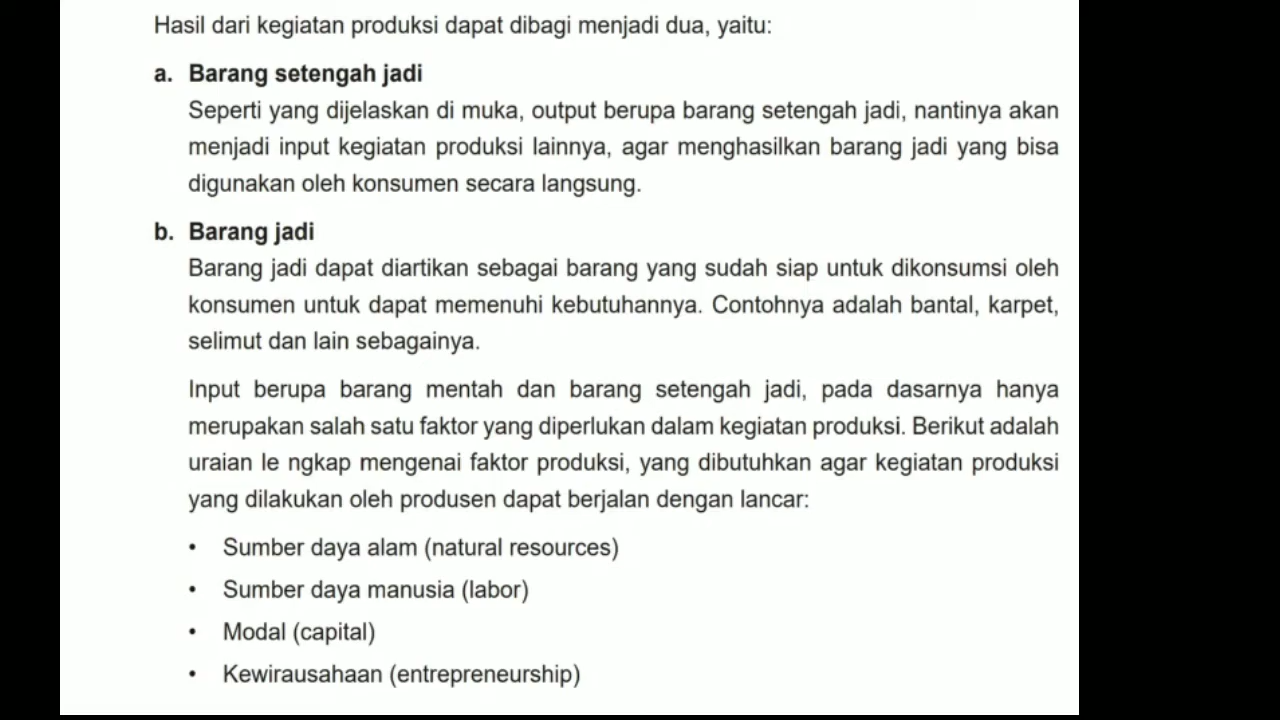 Hasil dari kegiatan produksi dapat dibagi menjadi dua, yaitu:
a. Barang setengah jadi
Seperti yang dijelaskan di muka, output berupa barang setengah jadi, nantinya akan
menjadi input kegiatan produksi lainnya, agar menghasilkan barang jadi yang bisa
digunakan oleh konsumen secara langsung.
b. Barang jadi
Barang jadi dapat diartikan sebagai barang yang sudah siap untuk dikonsumsi oleh
konsumen untuk dapat memenuhi kebutuhannya. Contohnya adalah bantal, karpet,
selimut dan lain sebagainya.
Input berupa barang mentah dan barang setengah jadi, pada dasarnya hanya
merupakan salah satu faktor yang diperlukan dalam kegiatan produksi. Berikut adalah
uraian le ngkap mengenai faktor produksi, yang dibutuhkan agar kegiatan produksi
yang dilakukan oleh produsen dapat berjalan dengan lancar:
• Sumber daya alam (natural resources)
• Sumber daya manusia (labor)
• Modal (capital)
• Kewirausahaan (entrepreneurship)